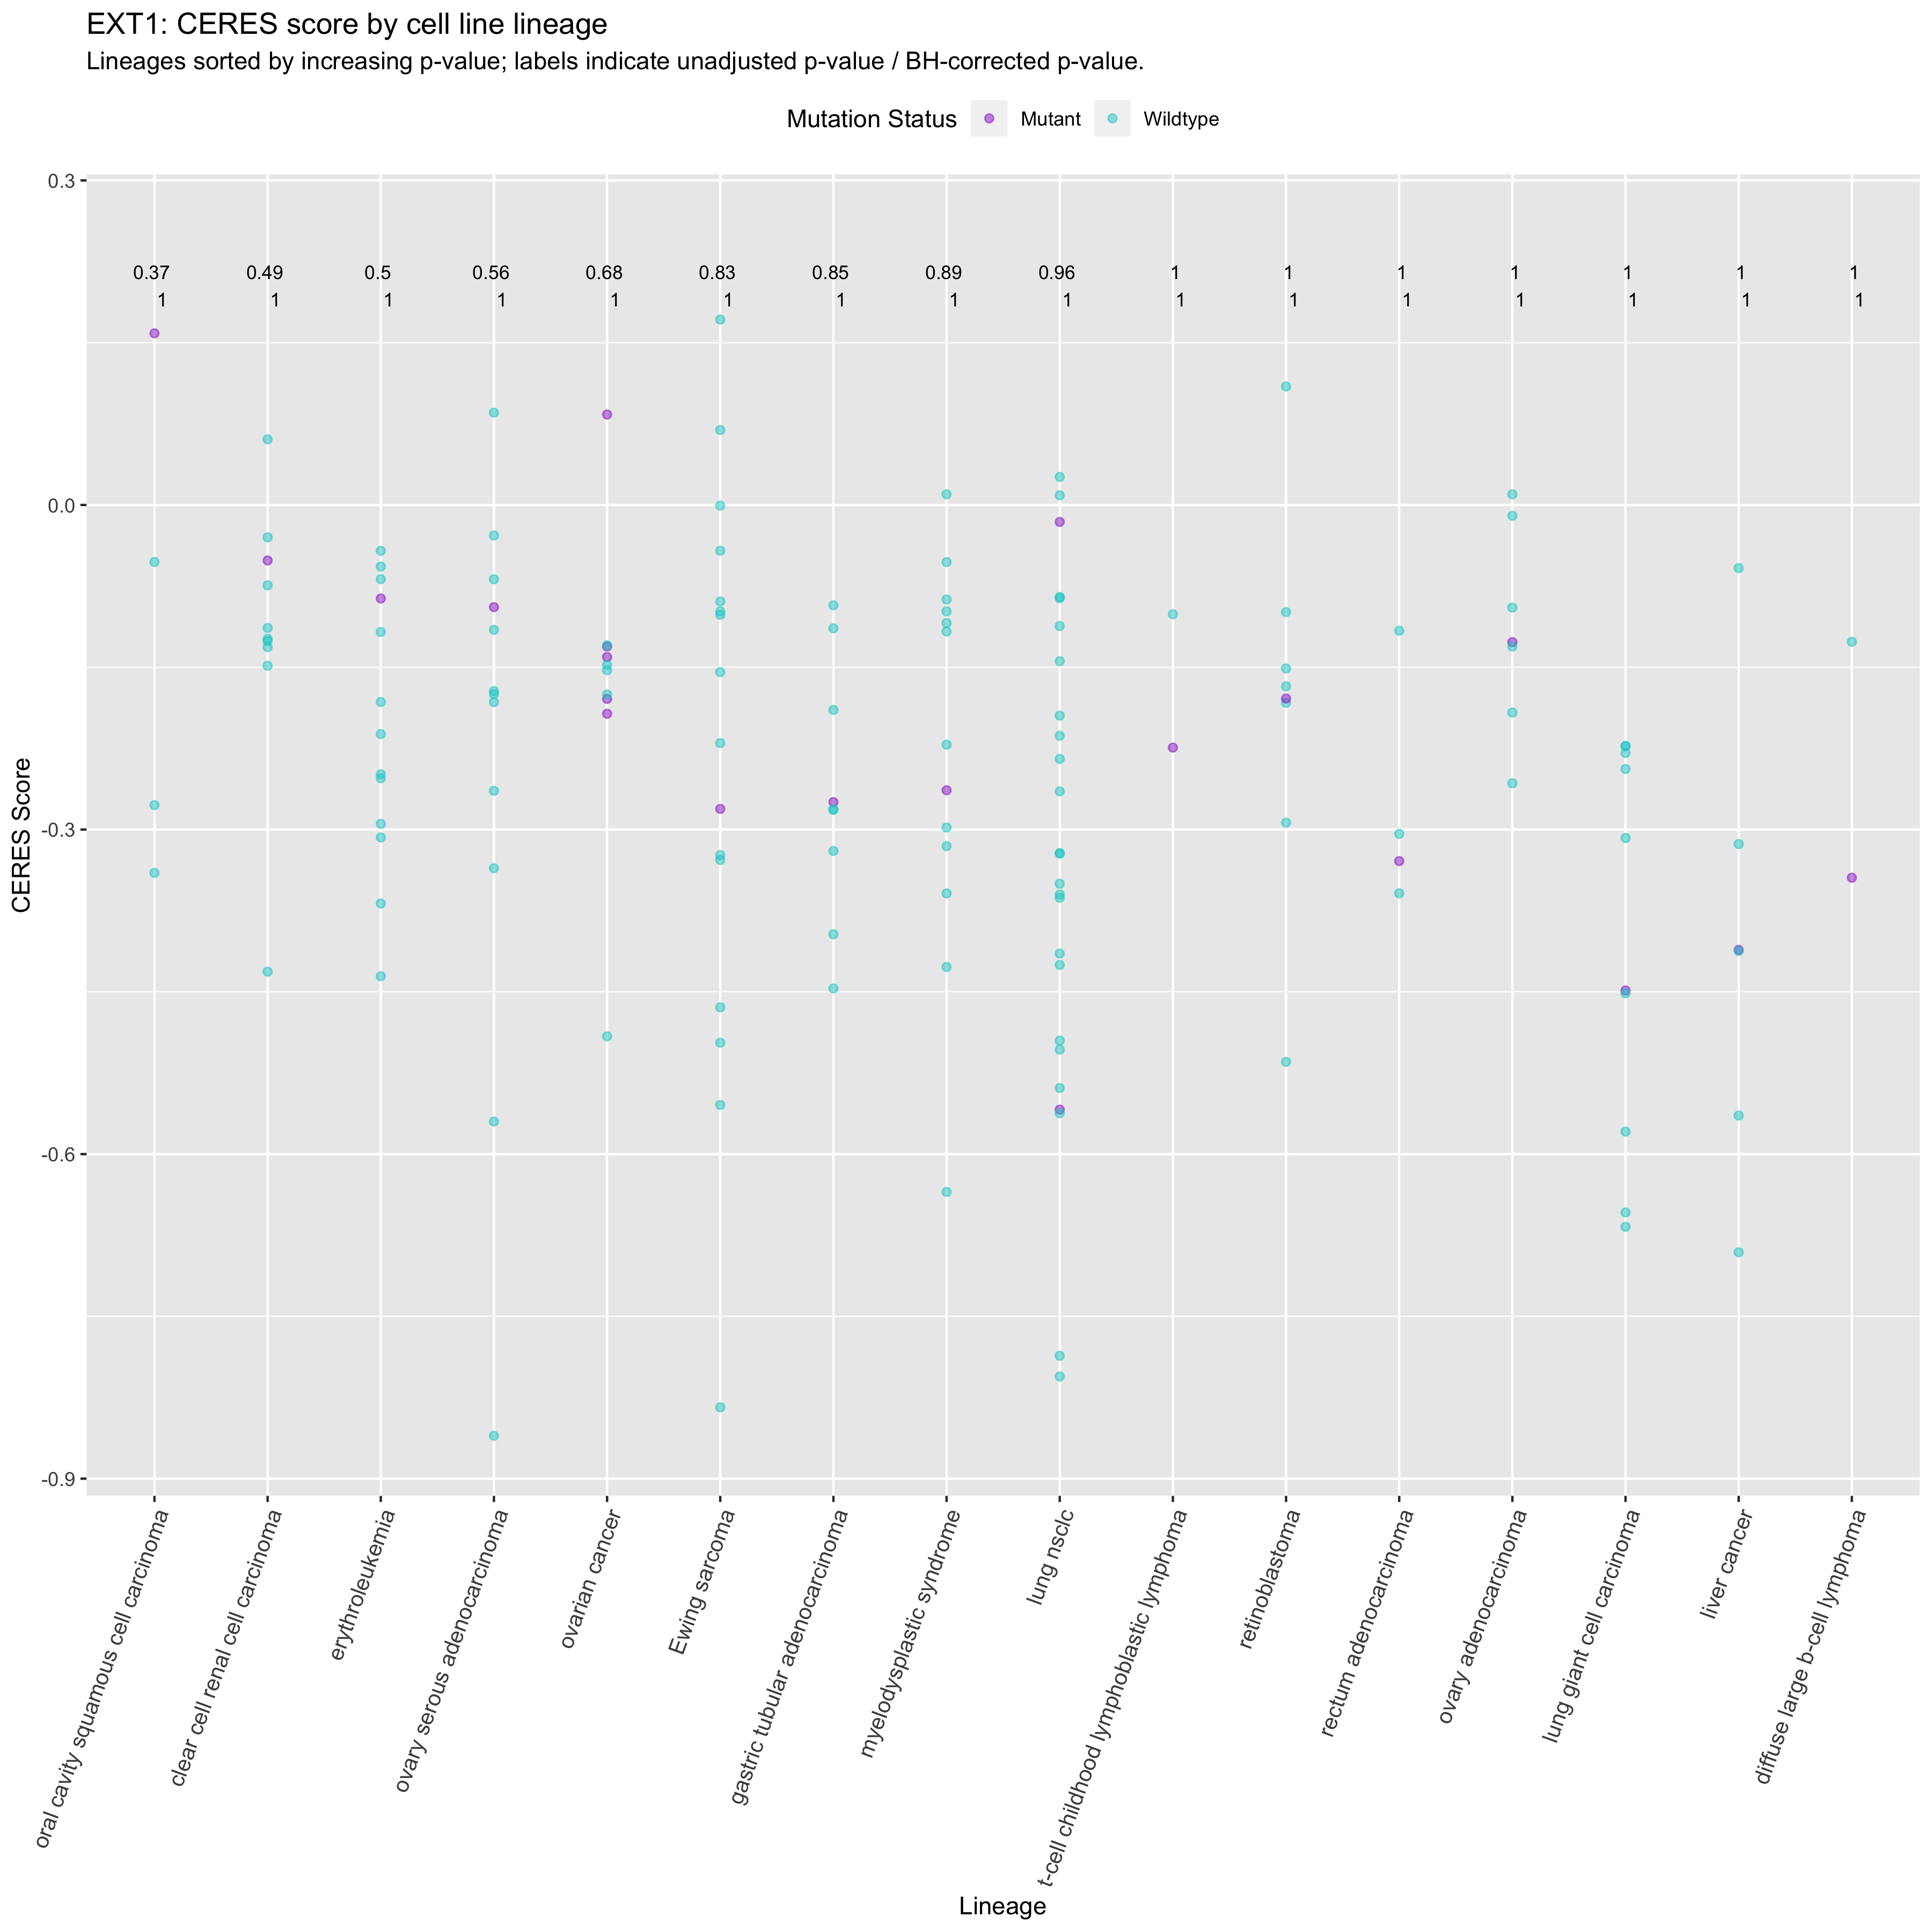 EXT1: CERES score by cell line lineage
Lineages sorted by increasing p-value; labels indicate unadjusted p-value / BH-corrected p-value.
Mutation Status Mutant Wildtype
0.3
0.37 0.49 0.5 0.56 0.68 0.83 0.85 0.89 0.96 1 1 1 1 1 1 1
1 1 1 1 1 1 1 1 1 1 1 1 1 1 1 1
0.0
-0.3
-0.6
-0.9
CERES Score
oral cavity squamous cell carcinoma
clear cell renal cell carcinoma
erythroleukemia
ovary serous adenocarcinoma
ovarian cancer
Ewing sarcoma
gastric tubular adenocarcinoma
myelodysplastic syndrome
lung nsclc
t-cell childhood lymphoblastic lymphoma
retinoblastoma
rectum adenocarcinoma
ovary adenocarcinoma
lung giant cell carcinoma
liver cancer
diffuse large b-cell lymphoma
Lineage